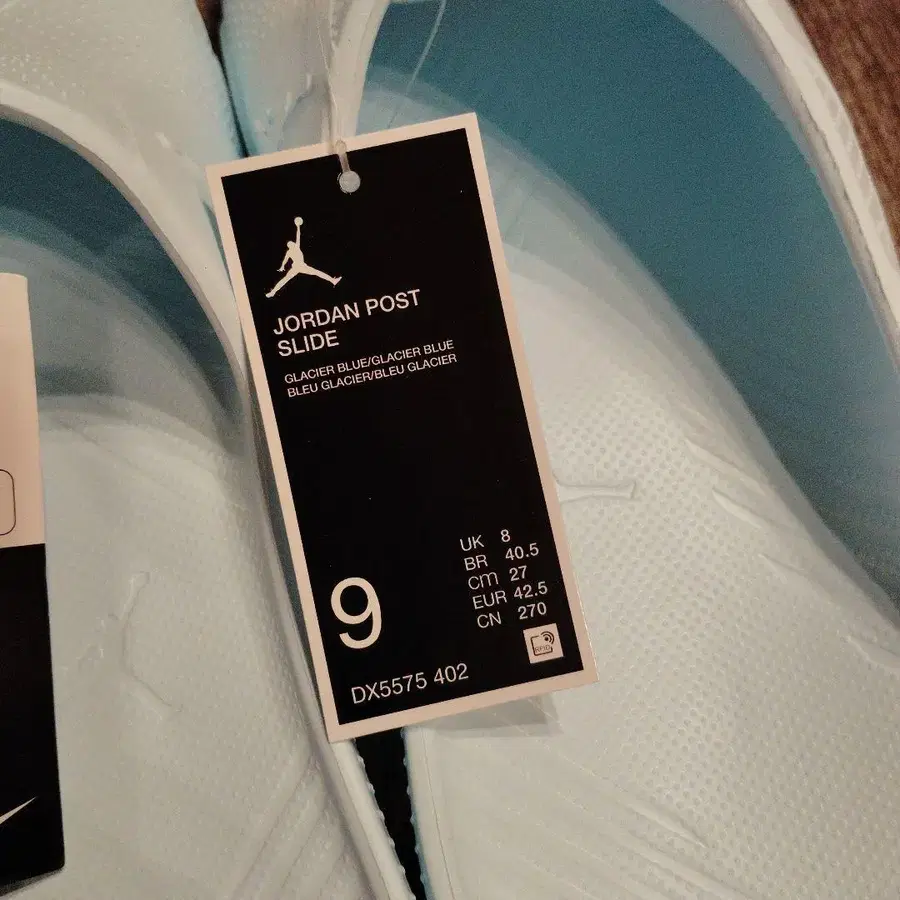 JORDAN POST
SLIDE
GLACIER BLUE/GLACIER BLUE
BLEU GLACIER/BLEU GLACIER
9
UK 8
BR 40.5
CM 27
EUR 42.5
CN 270
RFID
DX5575 402